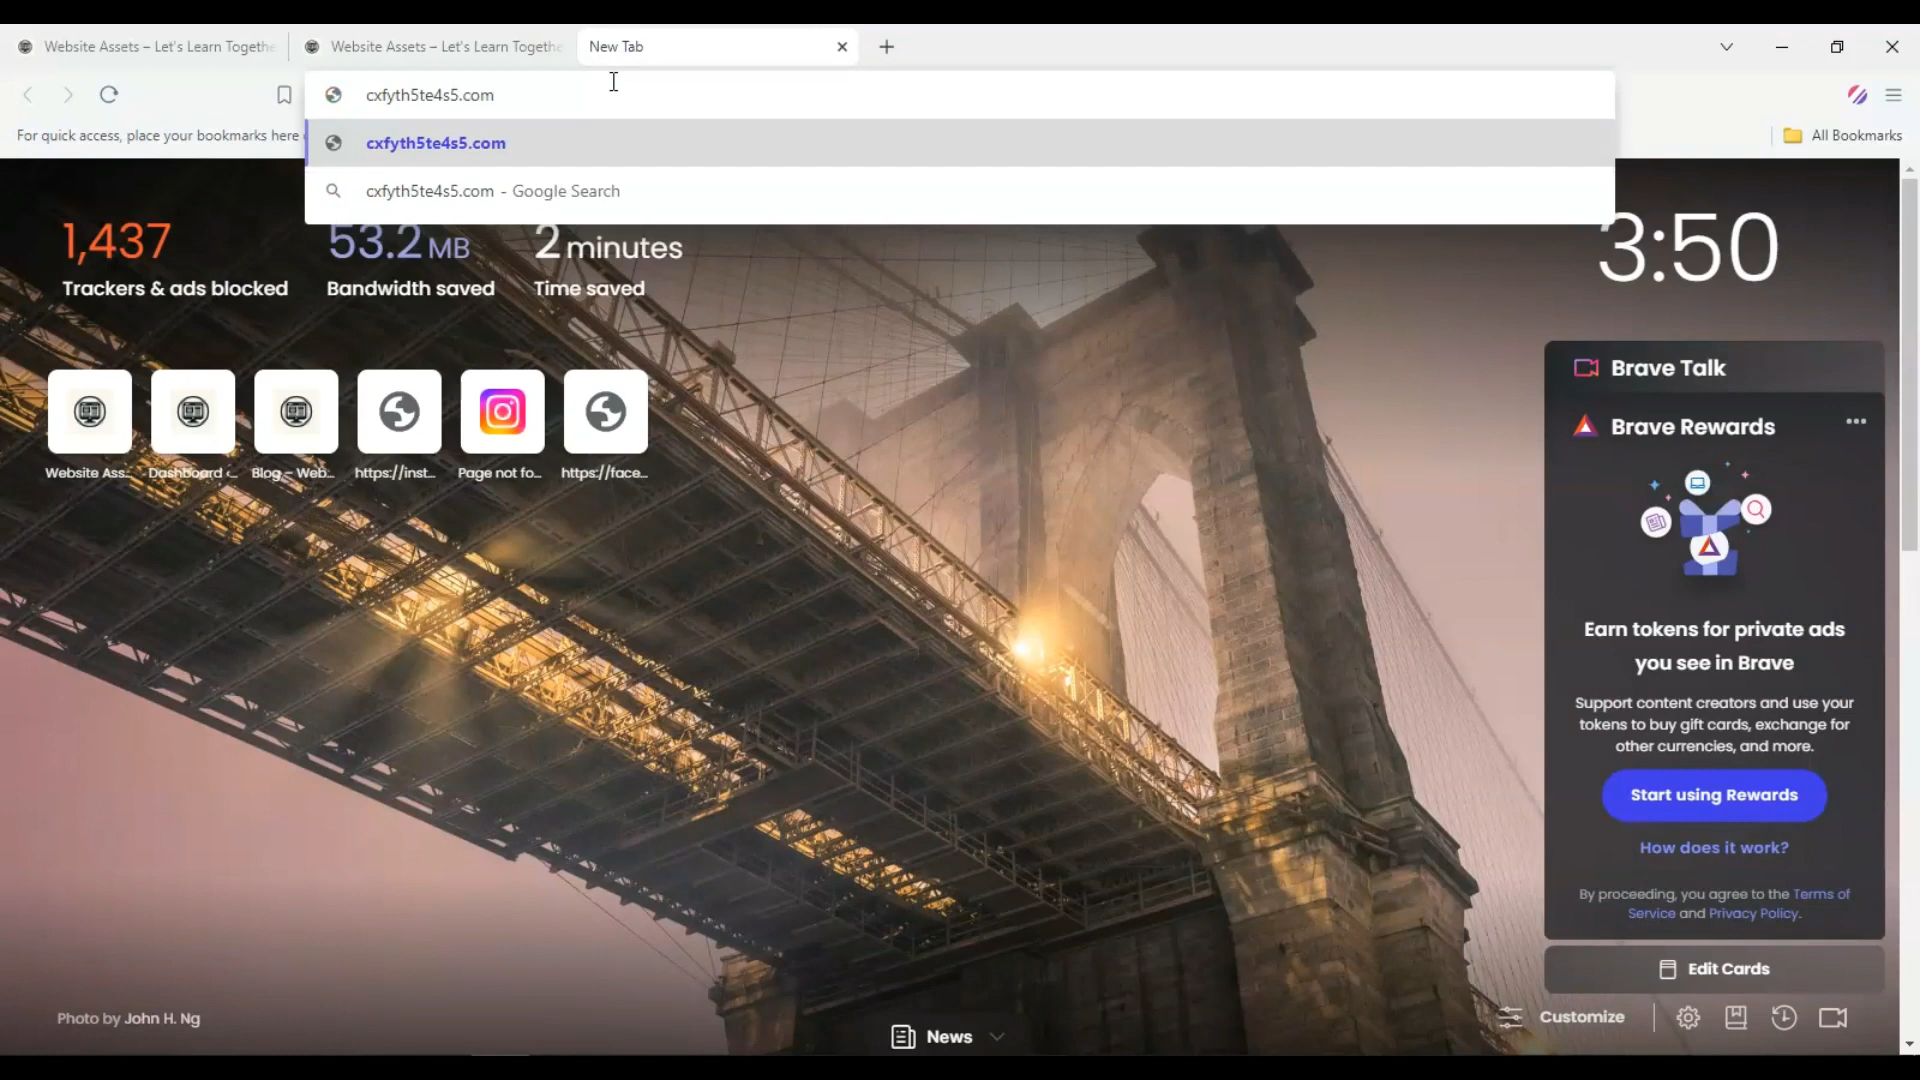 Website Assets – Let's Learn Togethe
Website Assets – Let's Learn Togethe
New Tab
cxfyth5te4s5.com
For quick access, place your bookmarks here
cxfyth5te4s5.com
All Bookmarks
cxfyth5te4s5.com - Google Search
1,437
Trackers & ads blocked
53.2 MB
Bandwidth saved
2 minutes
Time saved
3:50
Website Ass...
Dashboard ‹...
Blog – Web...
https://inst...
Page not fo...
https://face...
Brave Talk
Brave Rewards
Earn tokens for private ads
you see in Brave
Support content creators and use your
tokens to buy gift cards, exchange for
other currencies, and more.
Start using Rewards
How does it work?
By proceeding, you agree to the Terms of
Service and Privacy Policy.
Edit Cards
Photo by John H. Ng
News
Customize